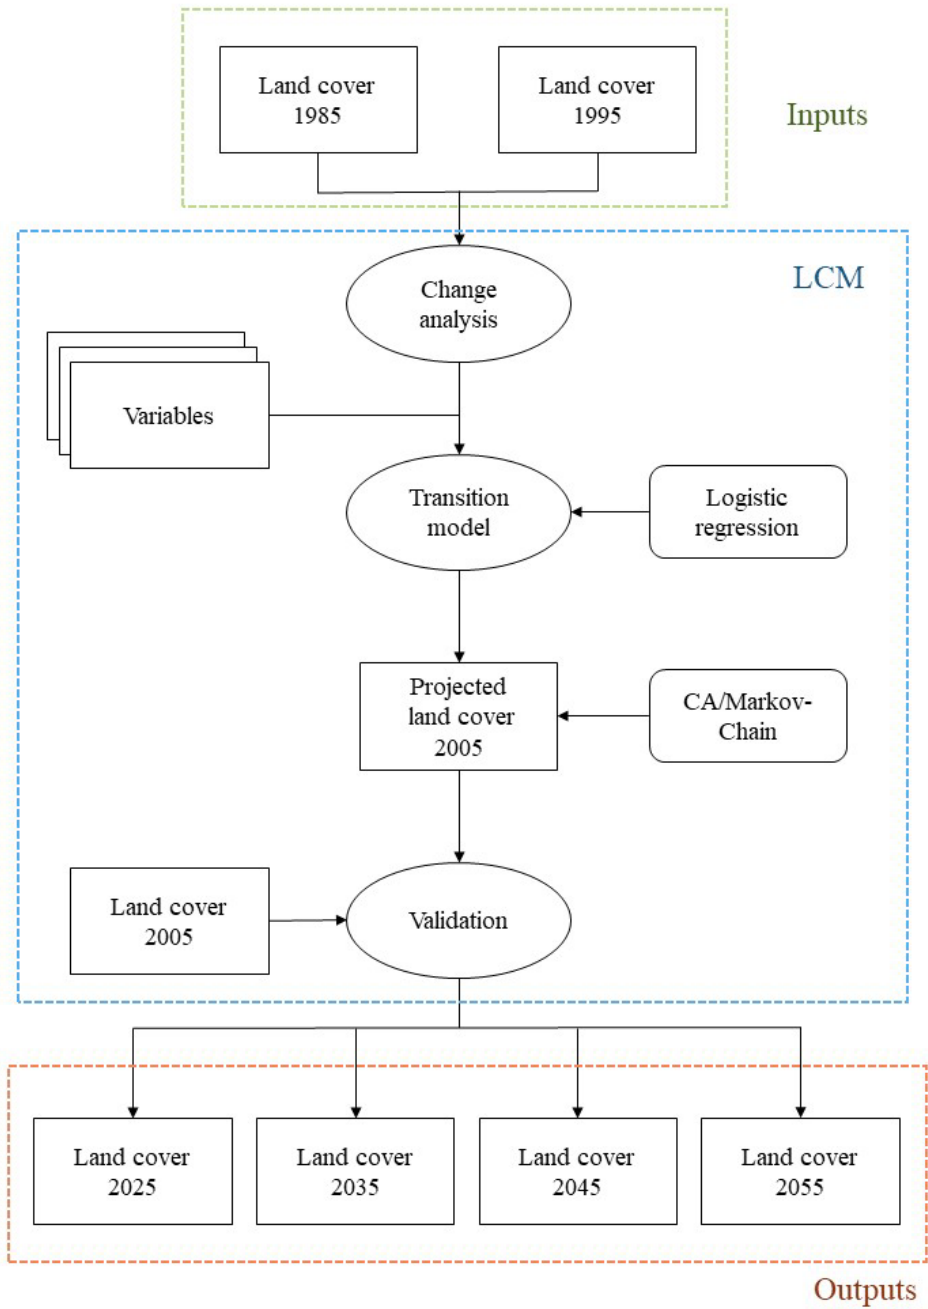 Land cover
1985
Land cover
1995
Inputs
LCM
Change
analysis
Variables
Transition
model
Logistic
regression
Projected
land cover
2005
CA/Markov-
Chain
Land cover
2005
Validation
Land cover
2025
Land cover
2035
Land cover
2045
Land cover
2055
Outputs